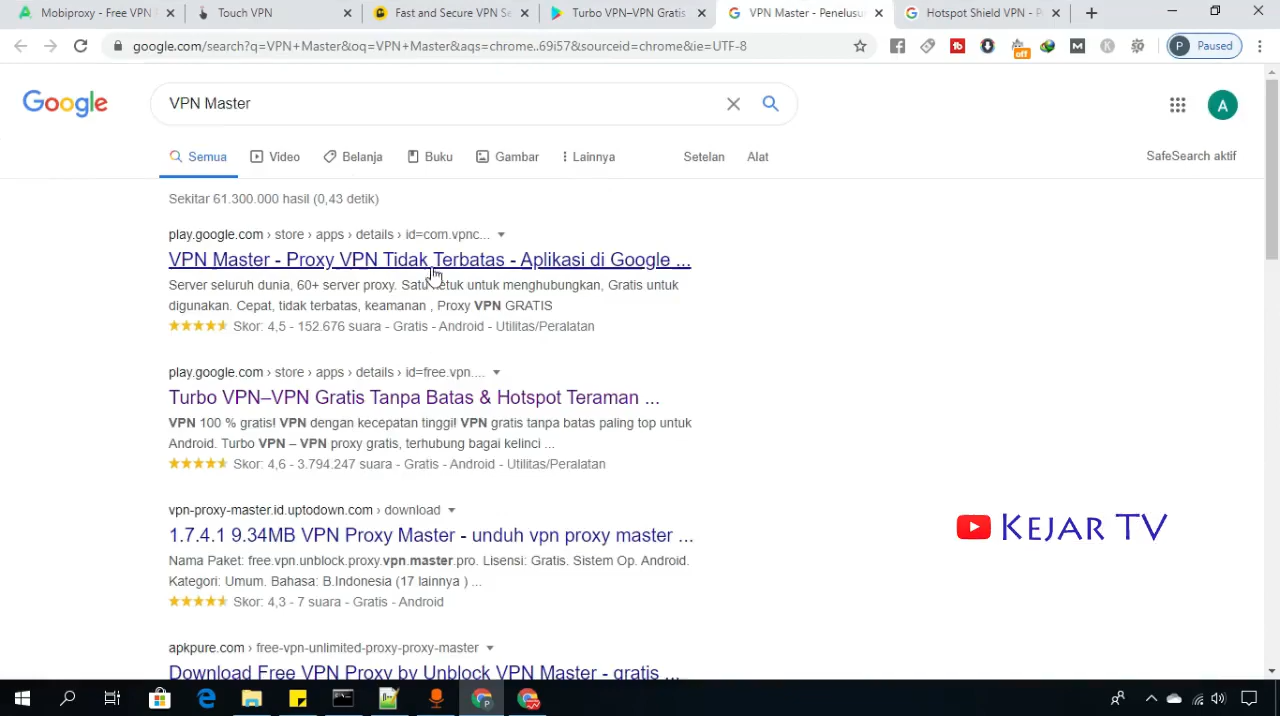 Mobiproxy - Free VPN
Touch VPN
Fast and Secure VPN Se
Turbo VPN–VPN Gratis
VPN Master - Penelusu
Hotspot Shield VPN - P
google.com/search?q=VPN+Master&oq=VPN+Master&aqs=chrome..69i57&sourceid=chrome&ie=UTF-8
off
P Paused
Google
VPN Master
A
Semua
Video
Belanja
Buku
Gambar
Lainnya
Setelan
Alat
SafeSearch aktif
Sekitar 61.300.000 hasil (0,43 detik)
play.google.com › store › apps › details › id=com.vpnc...
VPN Master - Proxy VPN Tidak Terbatas - Aplikasi di Google ...
Server seluruh dunia, 60+ server proxy. Satu ketuk untuk menghubungkan, Gratis untuk
digunakan. Cepat, tidak terbatas, keamanan , Proxy VPN GRATIS
Skor: 4,5 - 152.676 suara - Gratis - Android - Utilitas/Peralatan
play.google.com › store › apps › details › id=free.vpn....
Turbo VPN–VPN Gratis Tanpa Batas & Hotspot Teraman ...
VPN 100 % gratis! VPN dengan kecepatan tinggi! VPN gratis tanpa batas paling top untuk
Android. Turbo VPN – VPN proxy gratis, terhubung bagai kelinci ...
Skor: 4,6 - 3.794.247 suara - Gratis - Android - Utilitas/Peralatan
vpn-proxy-master.id.uptodown.com › download
1.7.4.1 9.34MB VPN Proxy Master - unduh vpn proxy master ...
Nama Paket: free.vpn.unblock.proxy.vpn.master.pro. Lisensi: Gratis. Sistem Op. Android.
Kategori: Umum. Bahasa: B.Indonesia (17 lainnya ) ...
Skor: 4,3 - 7 suara - Gratis - Android
KEJAR TV
apkpure.com › free-vpn-unlimited-proxy-proxy-master
Download Free VPN Proxy by Unblock VPN Master - gratis ...